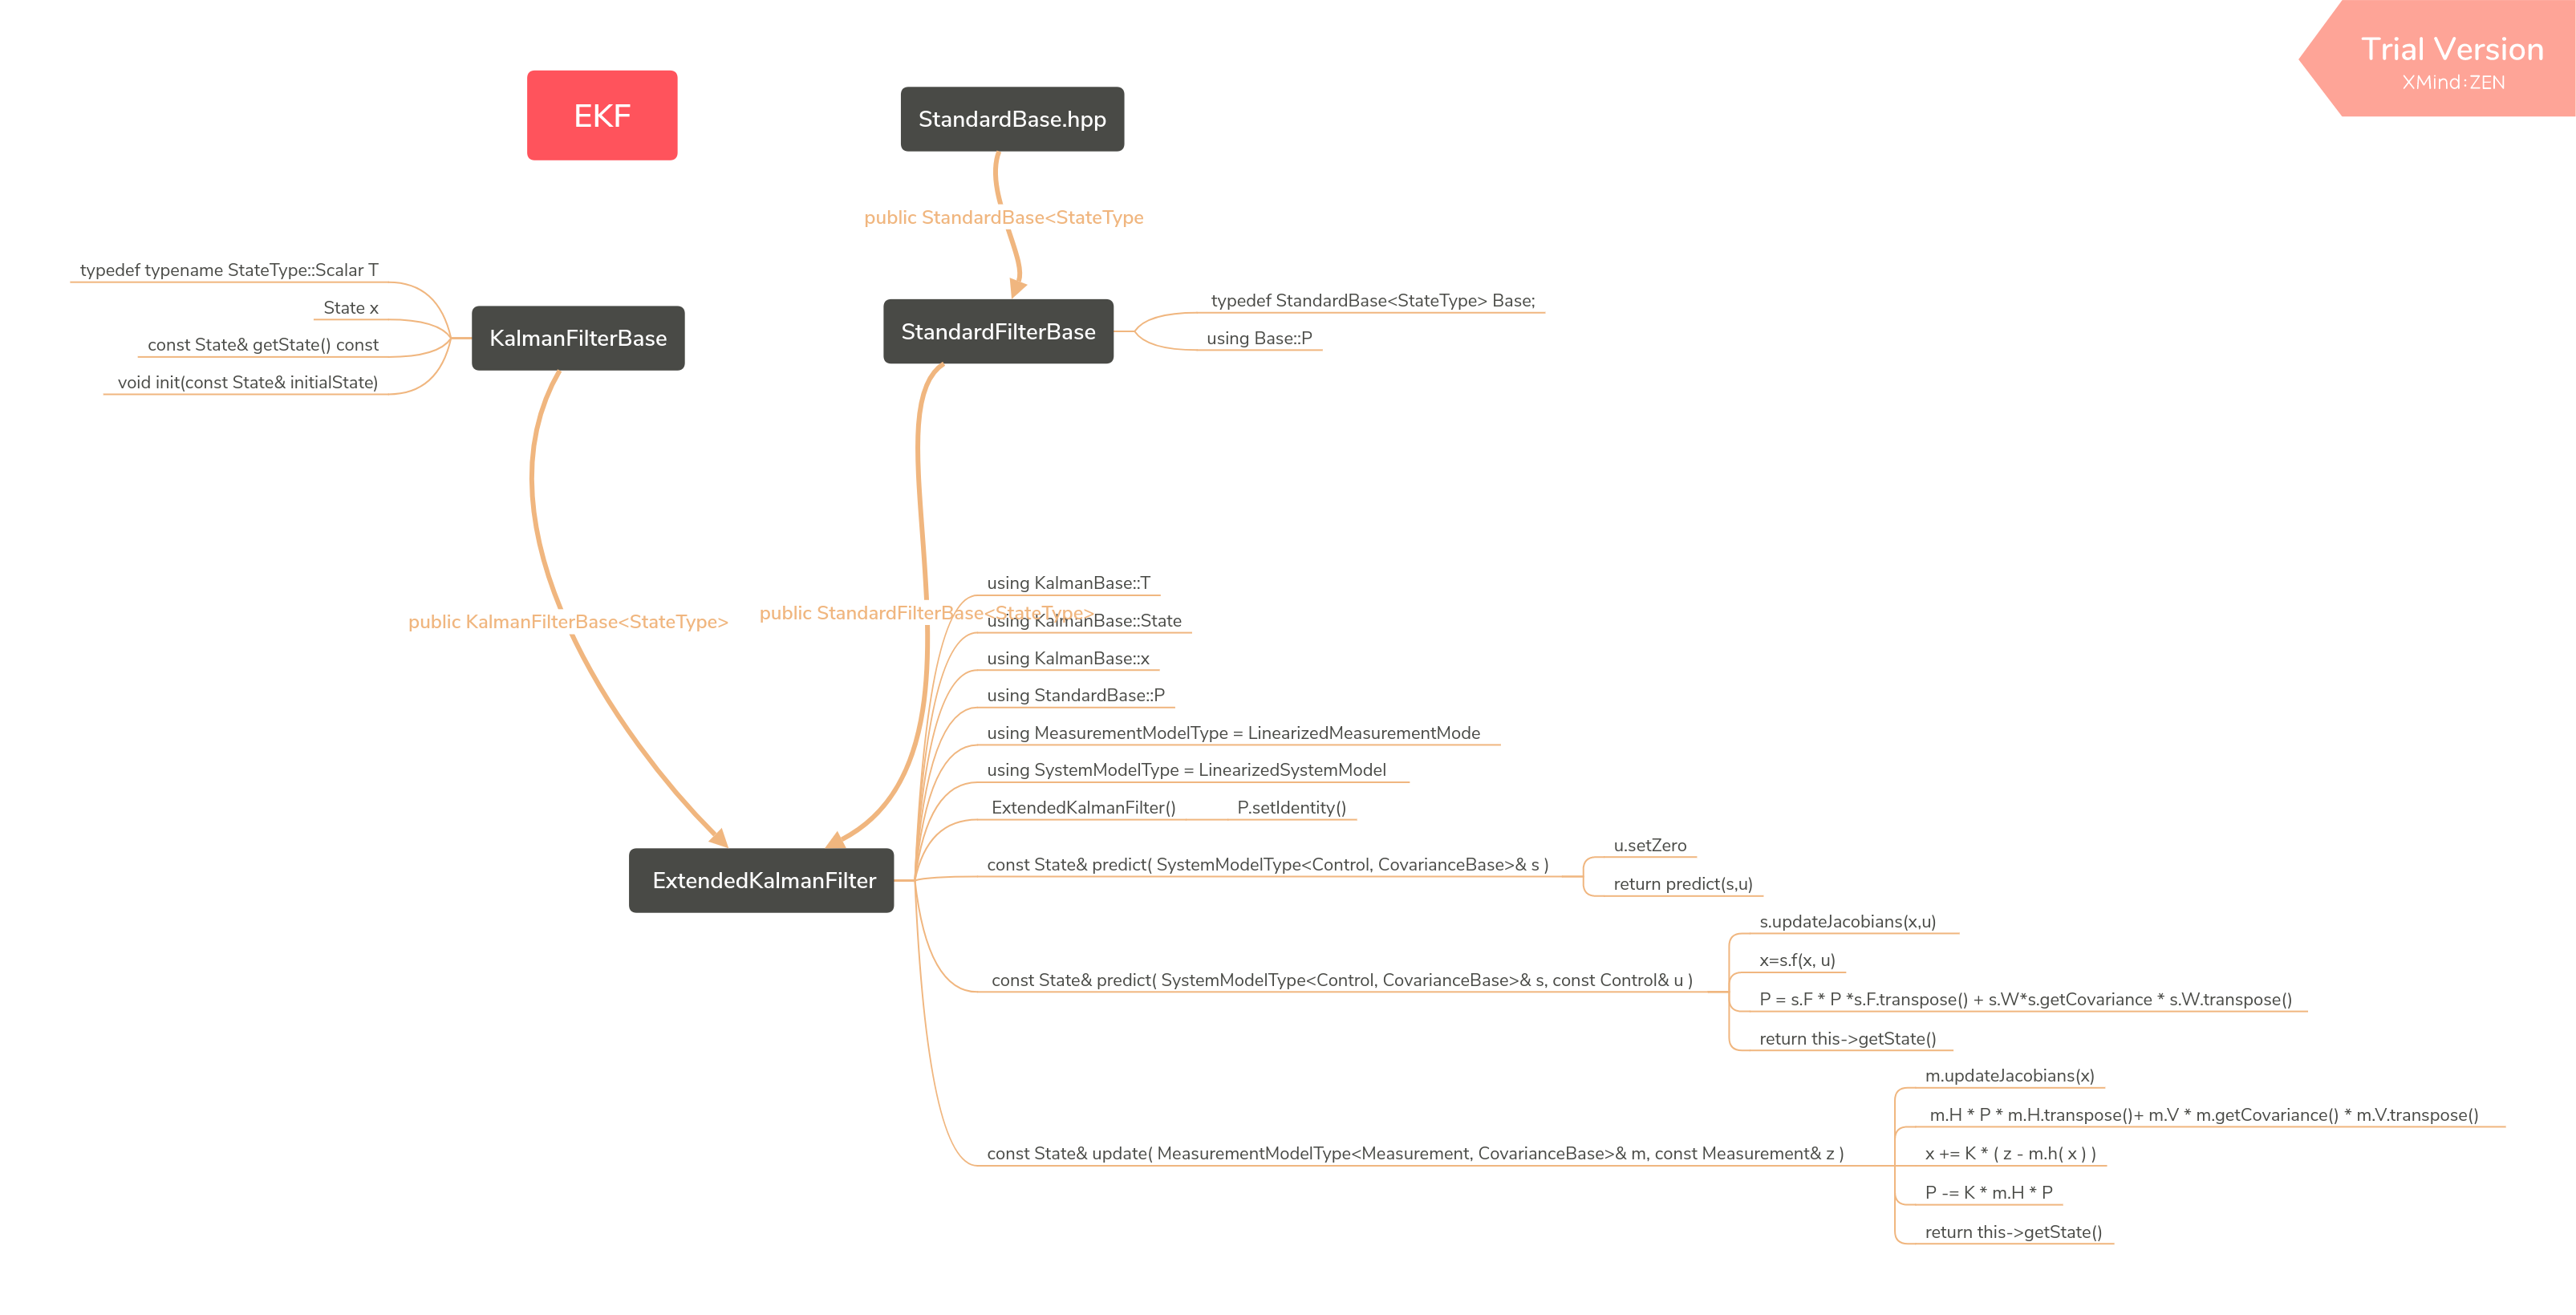 Trial Version
XMind:ZEN
EKF
StandardBase.hpp
public StandardBase<StateType
typedef typename StateType::Scalar T
State x
const State& getState() const
void init(const State& initialState)
KalmanFilterBase
StandardFilterBase
typedef StandardBase<StateType> Base;
using Base::P
public KalmanFilterBase<StateType>
public StandardFilterBase<StateType>
using KalmanBase::T
using KalmanBase::State
using KalmanBase::x
using StandardBase::P
using MeasurementModelType = LinearizedMeasurementMode
using SystemModelType = LinearizedSystemModel
ExtendedKalmanFilter()
P.setIdentity()
ExtendedKalmanFilter
const State& predict( SystemModelType<Control, CovarianceBase>& s )
u.setZero
return predict(s,u)
const State& predict( SystemModelType<Control, CovarianceBase>& s, const Control& u )
s.updateJacobians(x,u)
x=s.f(x, u)
P = s.F * P *s.F.transpose() + s.W*s.getCovariance * s.W.transpose()
return this->getState()
const State& update( MeasurementModelType<Measurement, CovarianceBase>& m, const Measurement& z )
m.updateJacobians(x)
m.H * P * m.H.transpose()+ m.V * m.getCovariance() * m.V.transpose()
x += K * ( z - m.h( x ) )
P -= K * m.H * P
return this->getState()